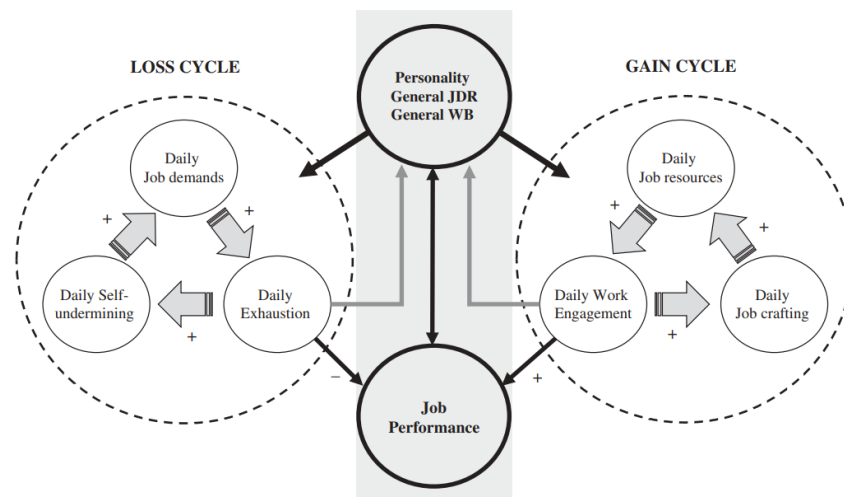 LOSS CYCLE
GAIN CYCLE
Personality
General JDR
General WB
Daily
Job demands
+
+
Daily Self-
undermining
+
Daily
Exhaustion
−
Daily
Job resources
+
+
Daily Work
Engagement
+
Daily
Job crafting
+
Job
Performance